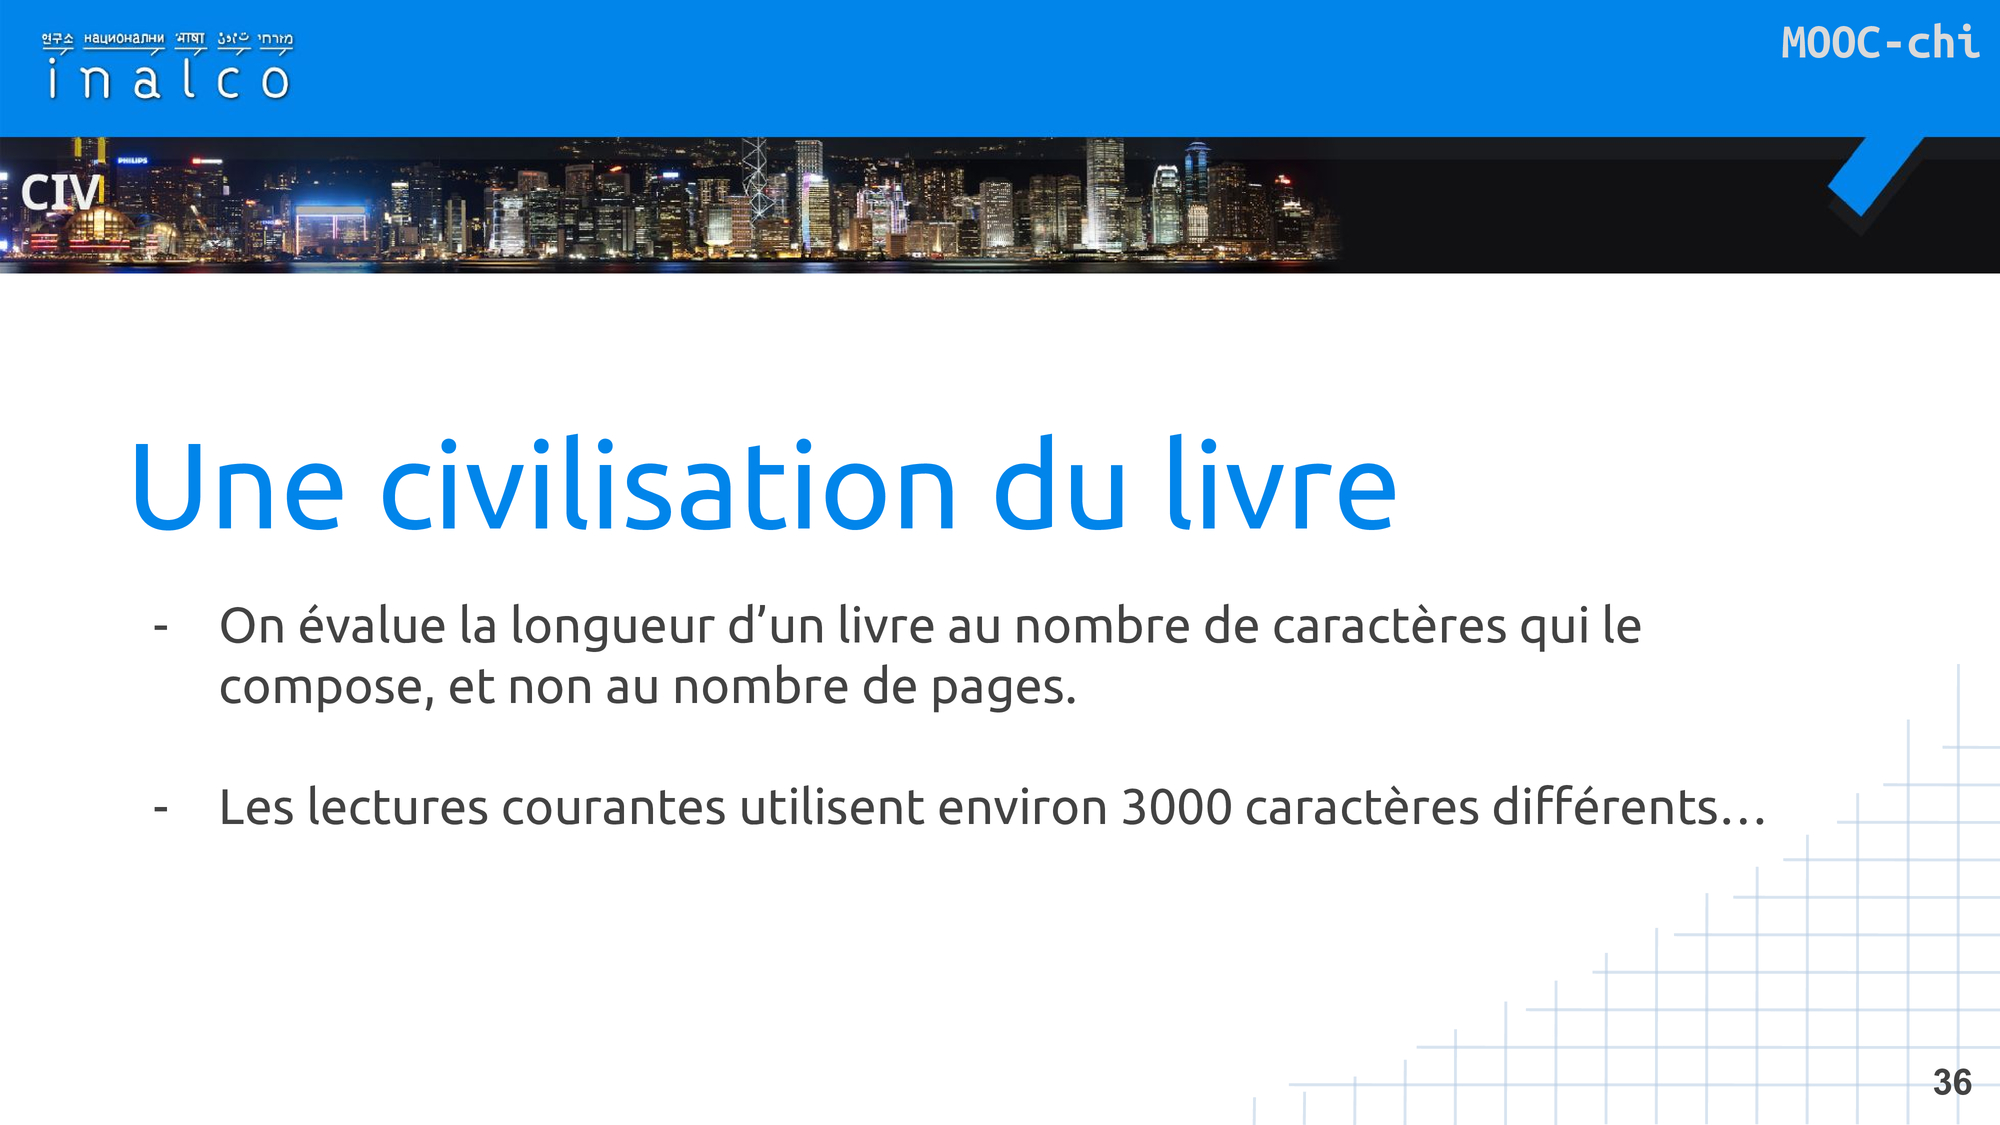 연구소 национални भाषा מזרחי
inalco
MOOC-chi
PHILIPS
CIV
Une civilisation du livre
- On évalue la longueur d’un livre au nombre de caractères qui le
compose, et non au nombre de pages.
- Les lectures courantes utilisent environ 3000 caractères différents…
36